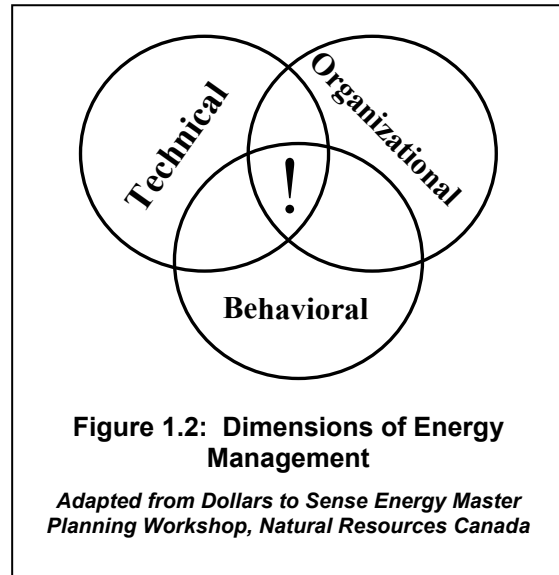 Technical
Organizational
!
Behavioral
Figure 1.2: Dimensions of Energy
Management
Adapted from Dollars to Sense Energy Master
Planning Workshop, Natural Resources Canada